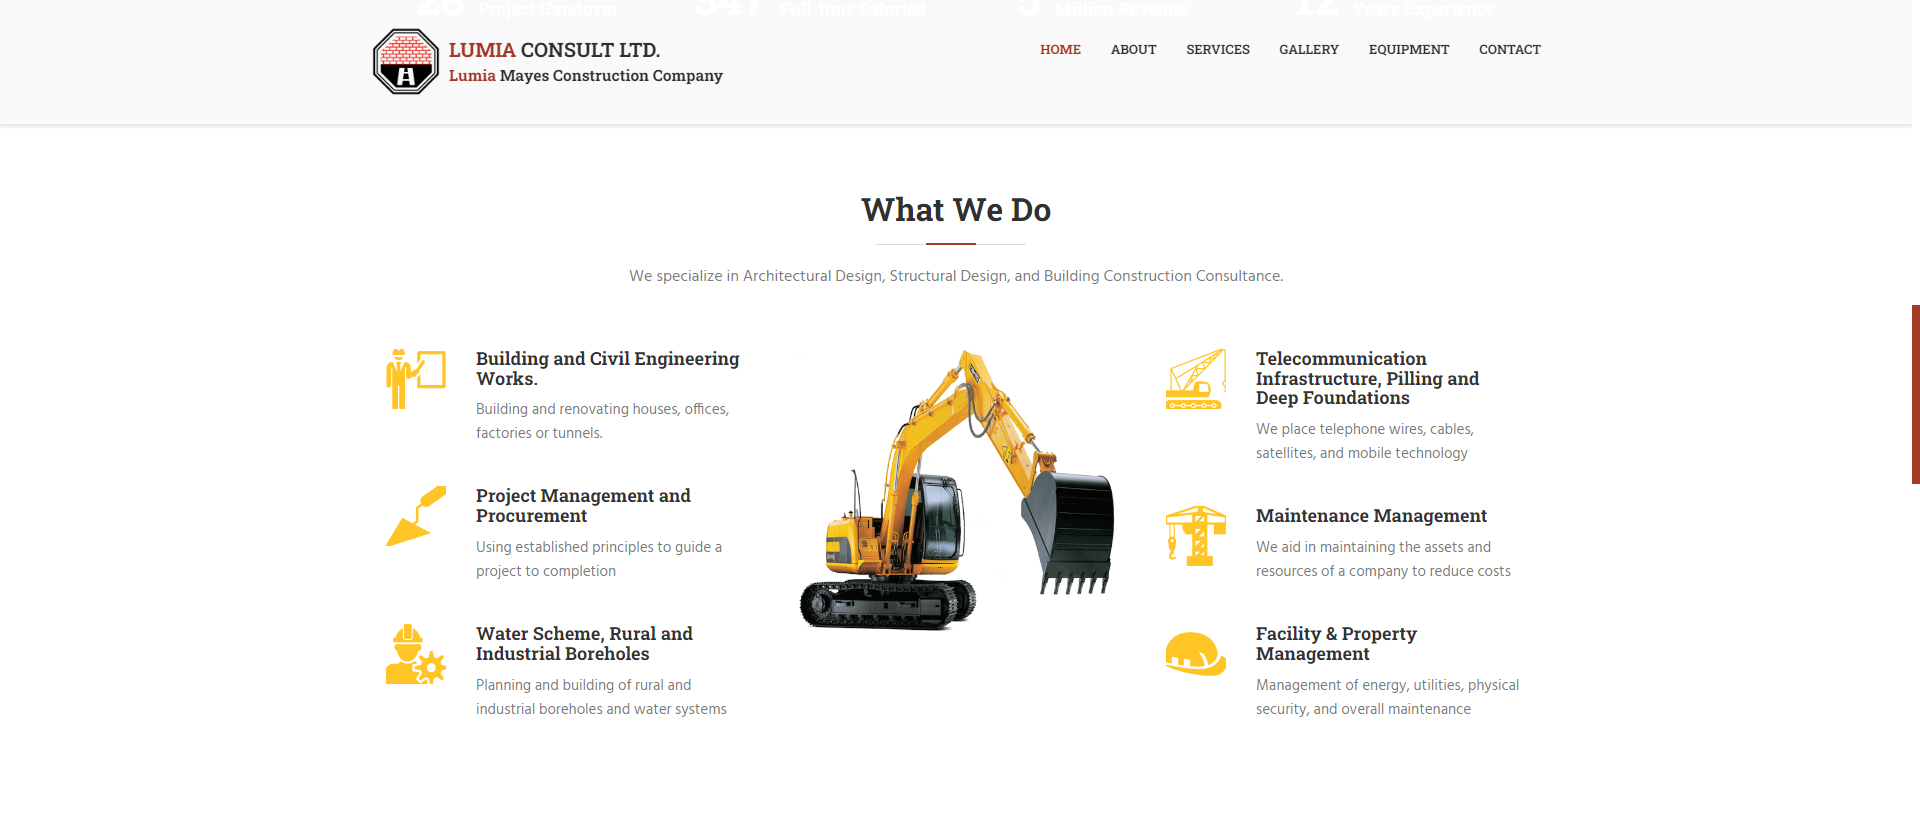 28 Project Handover 347 Full-time Salaried 5 Million Revenue 12 Years Experience
LUMIA CONSULT LTD.
Lumia Mayes Construction Company
HOME ABOUT SERVICES GALLERY EQUIPMENT CONTACT
What We Do
We specialize in Architectural Design, Structural Design, and Building Construction Consultance.
Building and Civil Engineering
Works.
Building and renovating houses, offices,
factories or tunnels.
Project Management and
Procurement
Using established principles to guide a
project to completion
Water Scheme, Rural and
Industrial Boreholes
Planning and building of rural and
industrial boreholes and water systems
Telecommunication
Infrastructure, Pilling and
Deep Foundations
We place telephone wires, cables,
satellites, and mobile technology
Maintenance Management
We aid in maintaining the assets and
resources of a company to reduce costs
Facility & Property
Management
Management of energy, utilities, physical
security, and overall maintenance